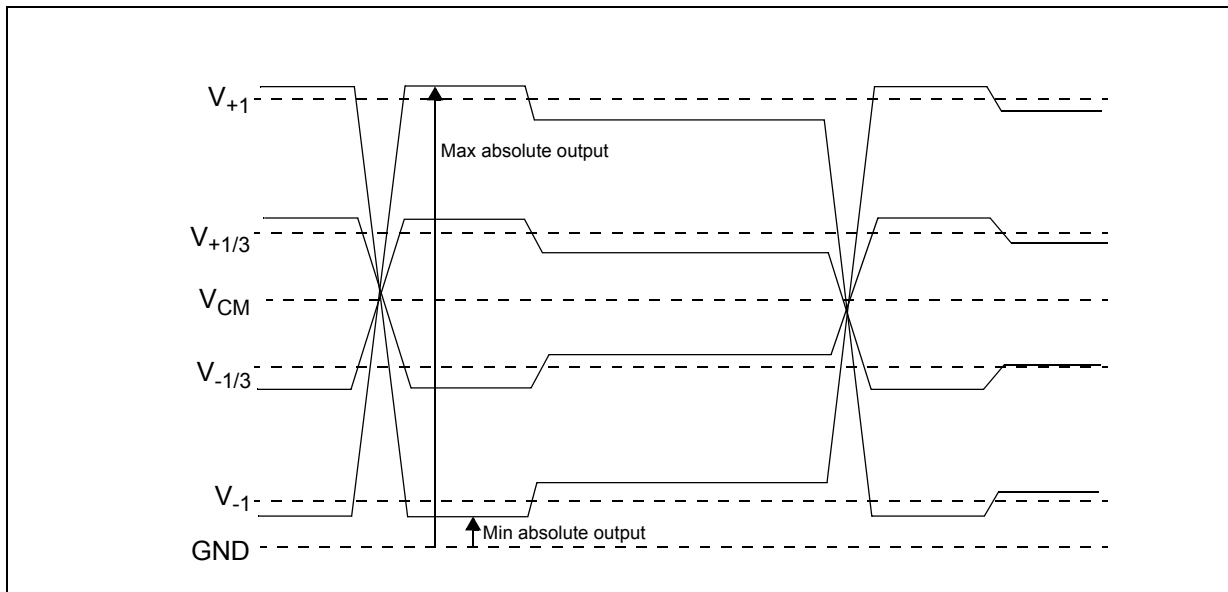 V+1
Max absolute output
V+1/3
VCM
V-1/3
V-1
Min absolute output
GND